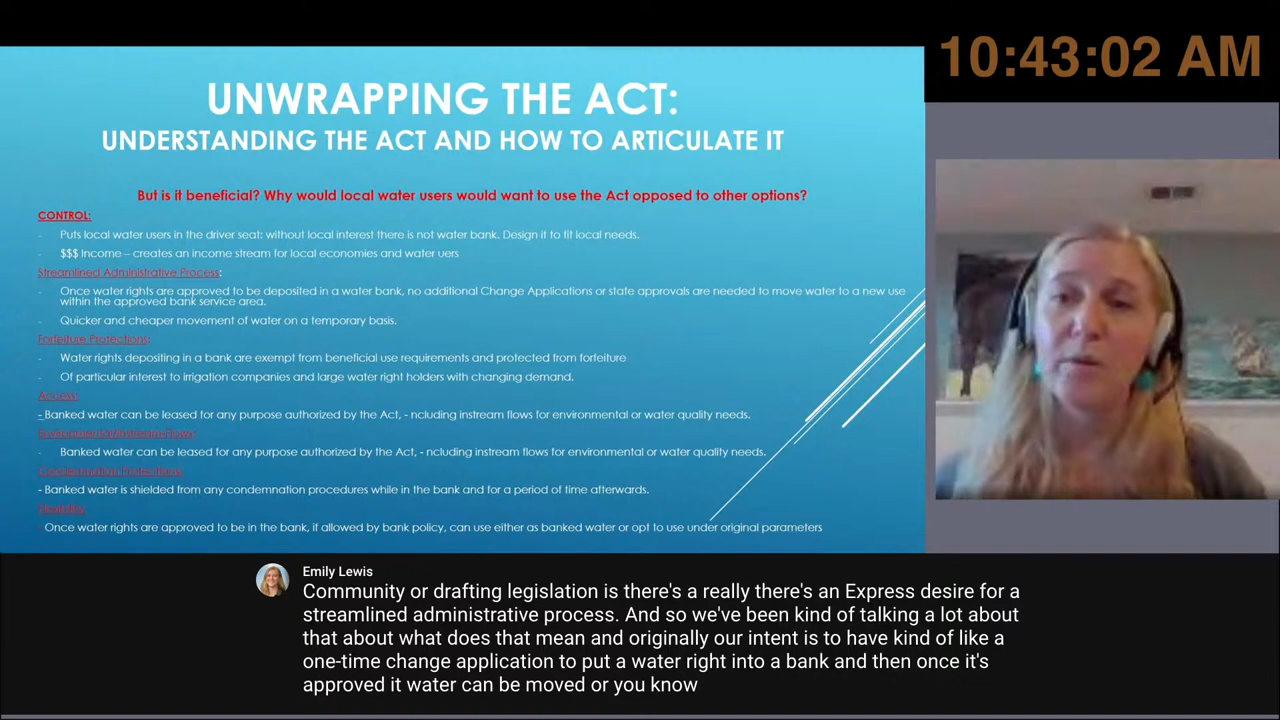 10:43:02 AM
UNWRAPPING THE ACT:
UNDERSTANDING THE ACT AND HOW TO ARTICULATE IT
But is it beneficial? Why would local water users would want to use the Act opposed to other options?
CONTROL:
- Puts local water users in the driver seat: without local interest there is not water bank. Design it to fit local needs.
- $$$ Income – creates an income stream for local economies and water uers
Streamlined Administrative Process:
- Once water rights are approved to be deposited in a water bank, no additional Change Applications or state approvals are needed to move water to a new use
within the approved bank service area.
- Quicker and cheaper movement of water on a temporary basis.
Forfeiture Protections:
- Water rights depositing in a bank are exempt from beneficial use requirements and protected from forfeiture
- Of particular interest to irrigation companies and large water right holders with changing demand.
Access:
- Banked water can be leased for any purpose authorized by the Act, - ncluding instream flows for environmental or water quality needs.
Environmental/Instream Flows:
- Banked water can be leased for any purpose authorized by the Act, - ncluding instream flows for environmental or water quality needs.
Condemnation Protections:
- Banked water is shielded from any condemnation procedures while in the bank and for a period of time afterwards.
- Once water rights are approved to be in the bank, if allowed by bank policy, can use either as banked water or opt to use under original parameters
Emily Lewis
Community or drafting legislation is there's a really there's an Express desire for a
streamlined administrative process. And so we've been kind of talking a lot about
that about what does that mean and originally our intent is to have kind of like a
one-time change application to put a water right into a bank and then once it's
approved it water can be moved or you know